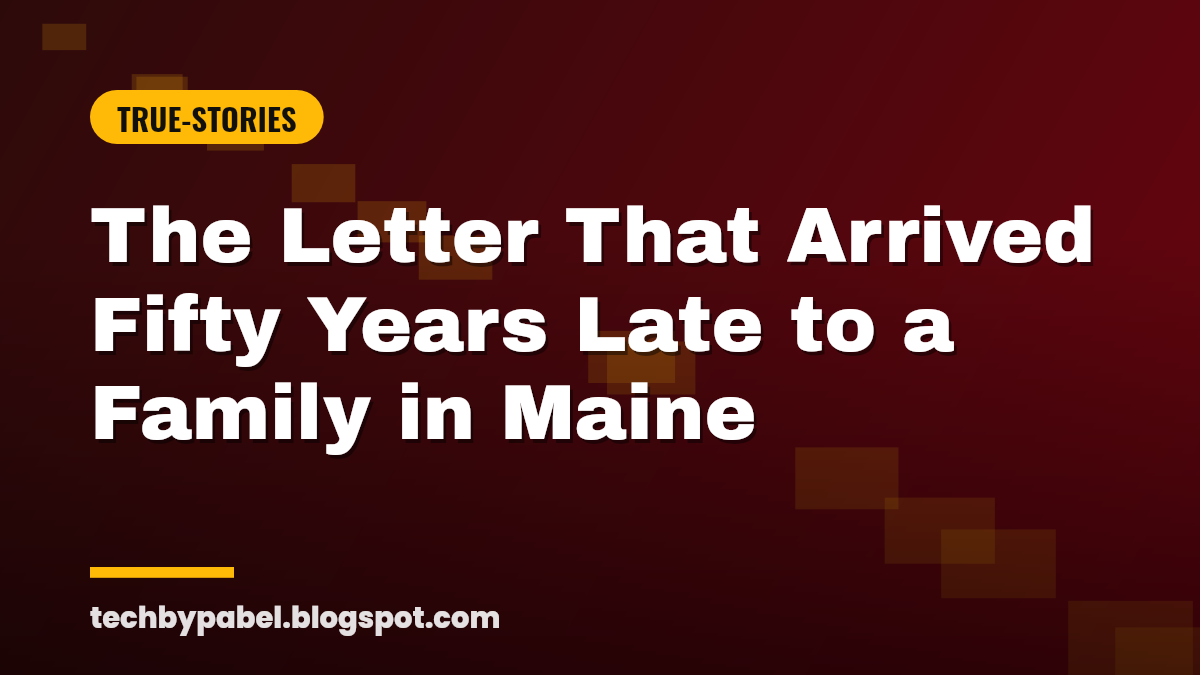 TRUE-STORIES
The Letter That Arrived
Fifty Years Late to a
Family in Maine
techbypabel.blogspot.com